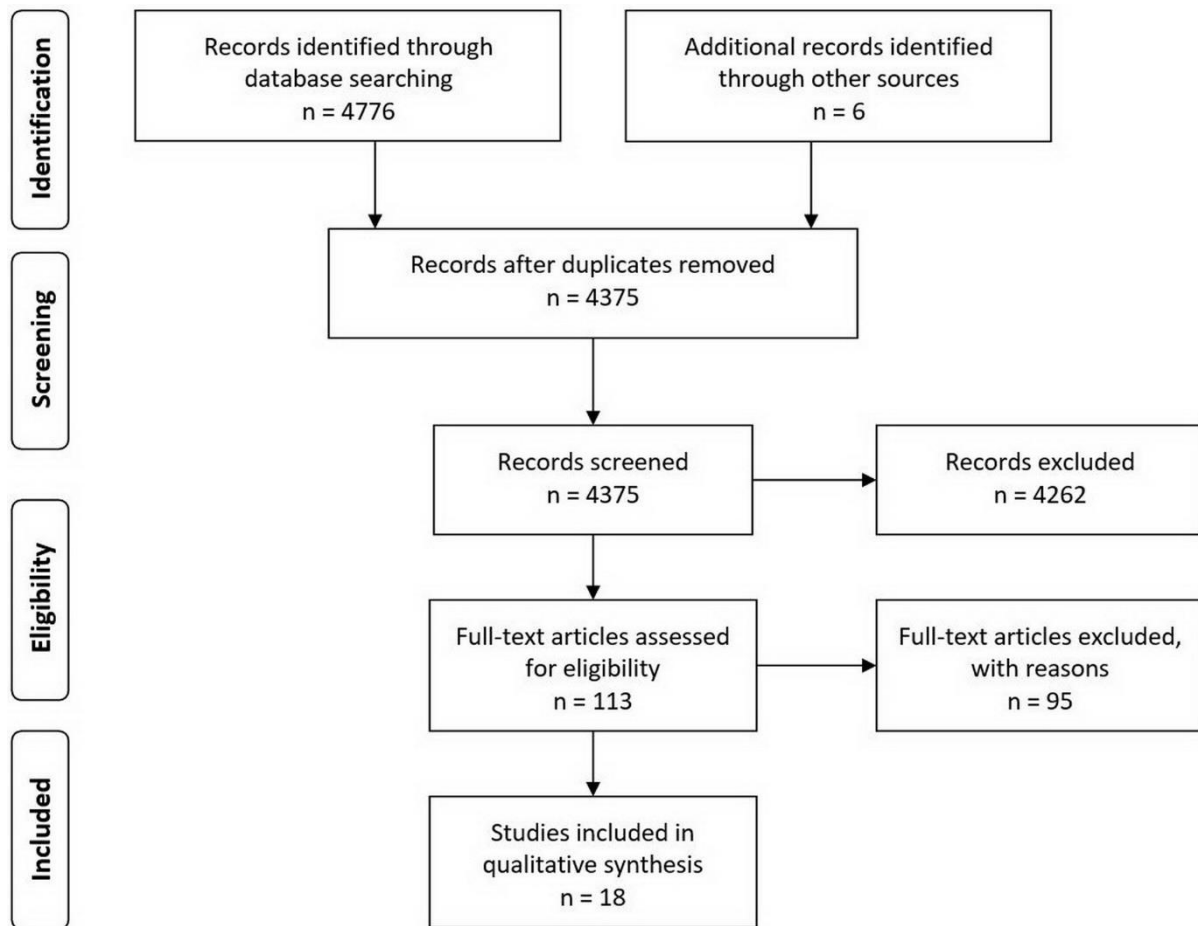 Identification
Records identified through
database searching
n = 4776
Additional records identified
through other sources
n = 6
Screening
Records after duplicates removed
n = 4375
Records screened
n = 4375
Records excluded
n = 4262
Eligibility
Full-text articles assessed
for eligibility
n = 113
Full-text articles excluded,
with reasons
n = 95
Included
Studies included in
qualitative synthesis
n = 18